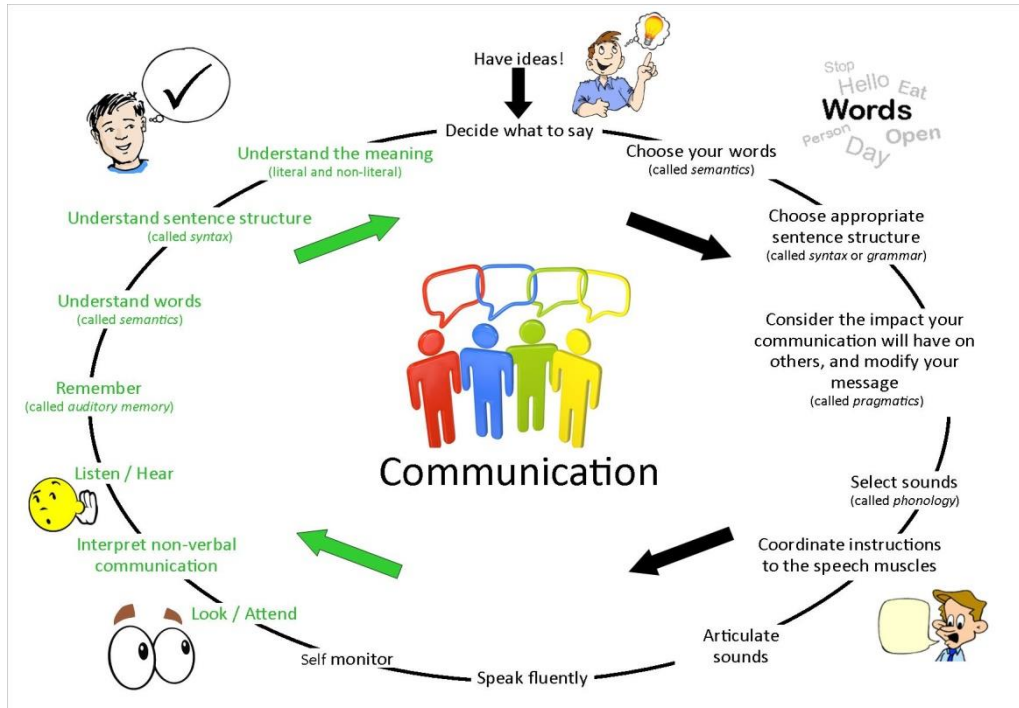 Have ideas!
Decide what to say
Choose your words
(called semantics)
Stop
Hello
Eat
Words
Person
Day
Open
Choose appropriate
sentence structure
(called syntax or grammar)
Consider the impact your
communication will have on
others, and modify your
message
(called pragmatics)
Select sounds
(called phonology)
Coordinate instructions
to the speech muscles
Articulate
sounds
Speak fluently
Self monitor
Look / Attend
Interpret non-verbal
communication
Listen / Hear
Remember
(called auditory memory)
Understand words
(called semantics)
Understand sentence structure
(called syntax)
Understand the meaning
(literal and non-literal)
Communication